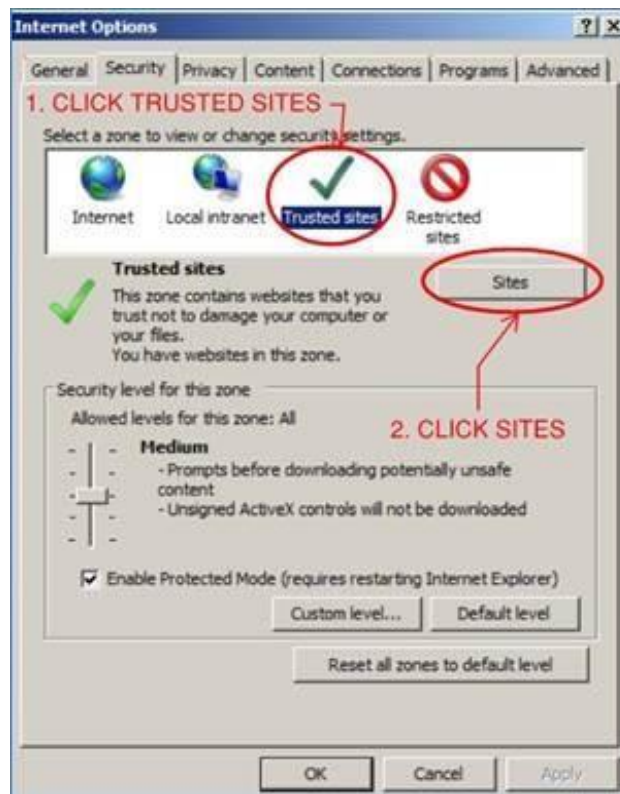 Internet Options
General Security Privacy Content Connections Programs Advanced
1. CLICK TRUSTED SITES
Select a zone to view or change security settings.
Internet Local intranet Trusted sites Restricted sites
Trusted sites
Sites
This zone contains websites that you
trust not to damage your computer or
your files.
You have websites in this zone.
Security level for this zone
Allowed levels for this zone: All
2. CLICK SITES
Medium
- Prompts before downloading potentially unsafe
content
- Unsigned ActiveX controls will not be downloaded
Enable Protected Mode (requires restarting Internet Explorer)
Custom level... Default level
Reset all zones to default level
OK Cancel Apply